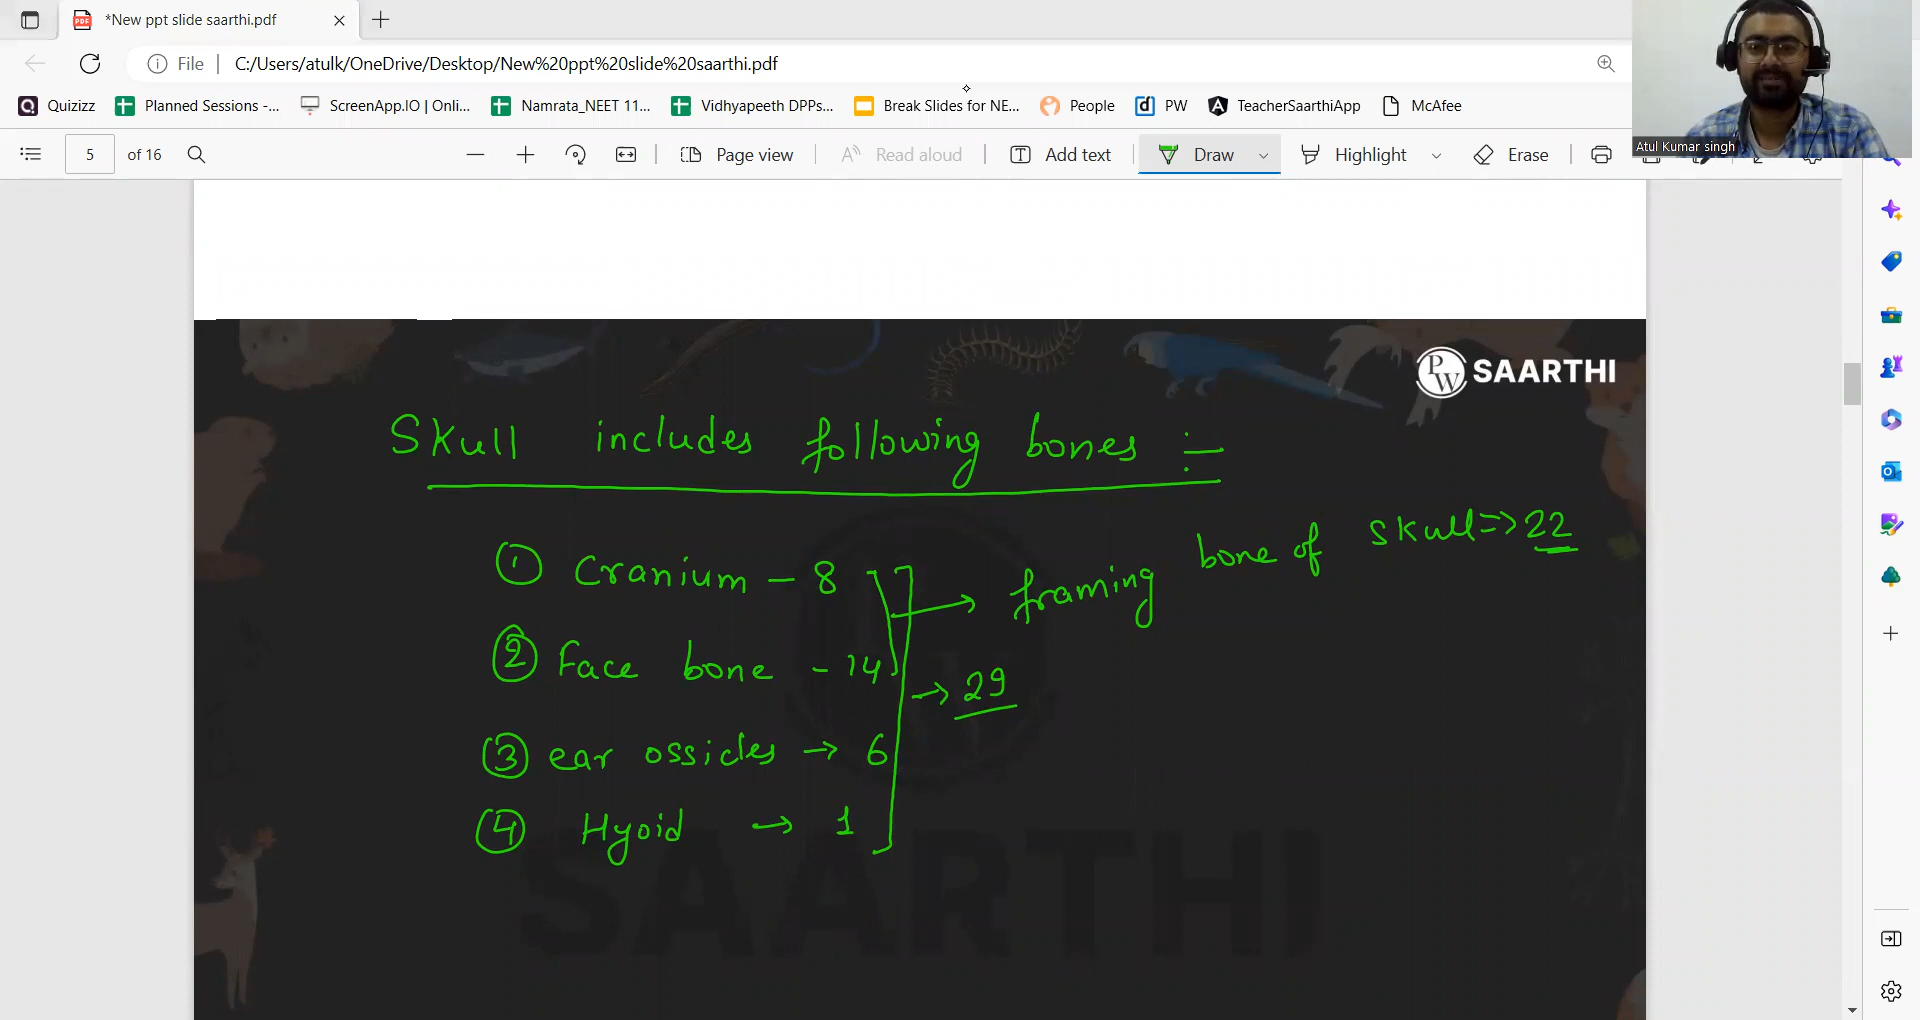 *New ppt slide saarthi.pdf
File C:/Users/atulk/OneDrive/Desktop/New%20ppt%20slide%20saarthi.pdf
Quizizz Planned Sessions -... ScreenApp.IO | Onli... Namrata_NEET 11... Vidhyapeeth DPPs... Break Slides for NE... People PW TeacherSaarthiApp McAfee
5 of 16 Page view Read aloud Add text Draw Highlight Erase
Atul Kumar singh
PW SAARTHI
Skull includes following bones :-
① Cranium - 8 → framing bone of skull => 22
② Face bone - 14
→ 29
③ ear ossicles → 6
④ Hyoid → 1
SAARTHI